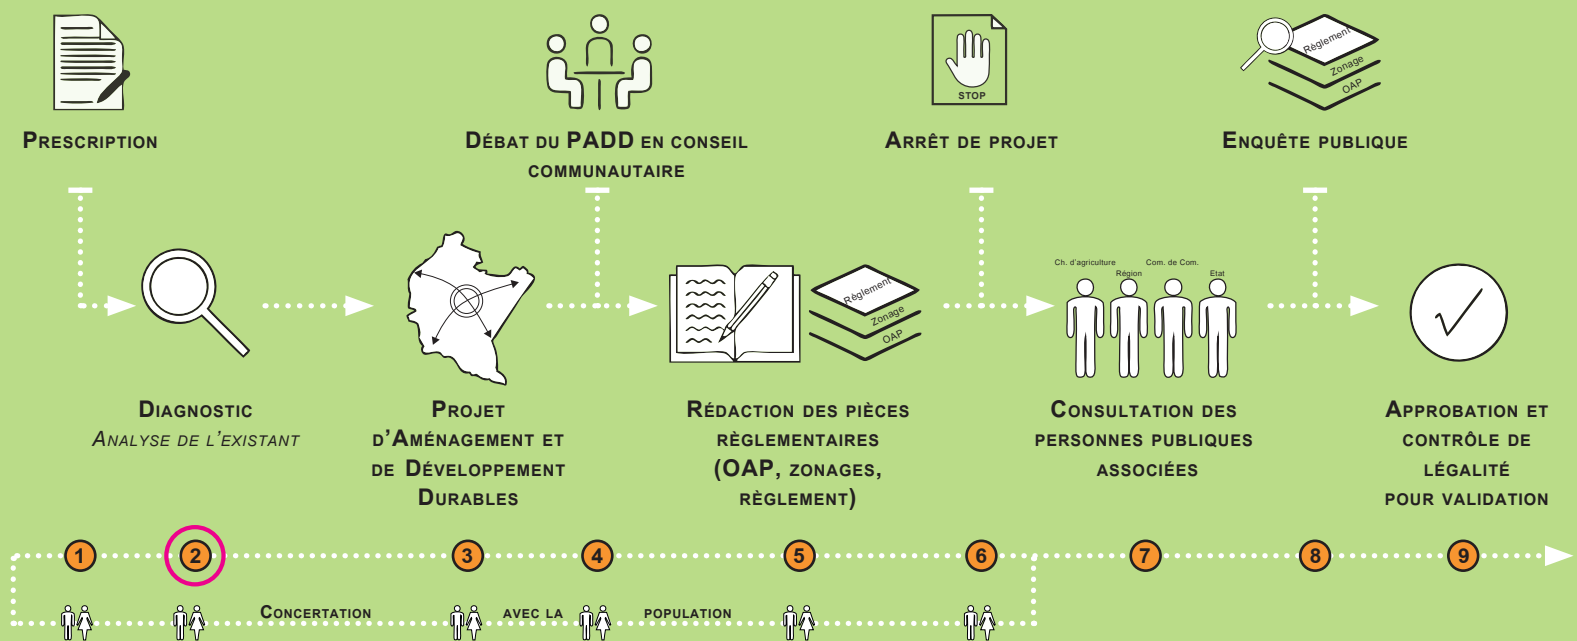 Règlement
Zonage
OAP
STOP
Prescription
Débat du PADD en conseil
communautaire
Arrêt de projet
Enquête publique
Ch. d'agriculture
Région
Com. de Com.
Etat
Règlement
Zonage
OAP
Diagnostic
Analyse de l'existant
Projet
d'Aménagement et
de Développement
Durables
Rédaction des pièces
règlementaires
(OAP, zonages,
règlement)
Consultation des
personnes publiques
associées
Approbation et
contrôle de
légalité
pour validation
1 2 3 4 5 6 7 8 9
Concertation avec la population